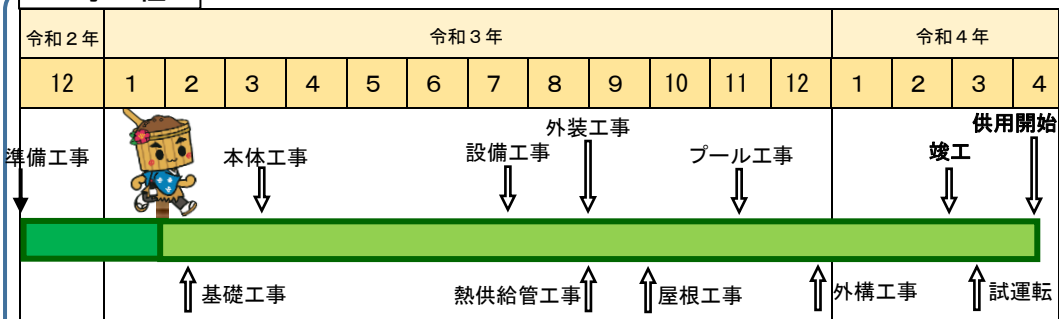 令和２年 令和３年 令和４年
12 1 2 3 4 5 6 7 8 9 10 11 12 1 2 3 4
外装工事 供用開始
準備工事 本体工事 設備工事 プール工事 竣工
基礎工事 熱供給管工事 屋根工事 外構工事 試運転